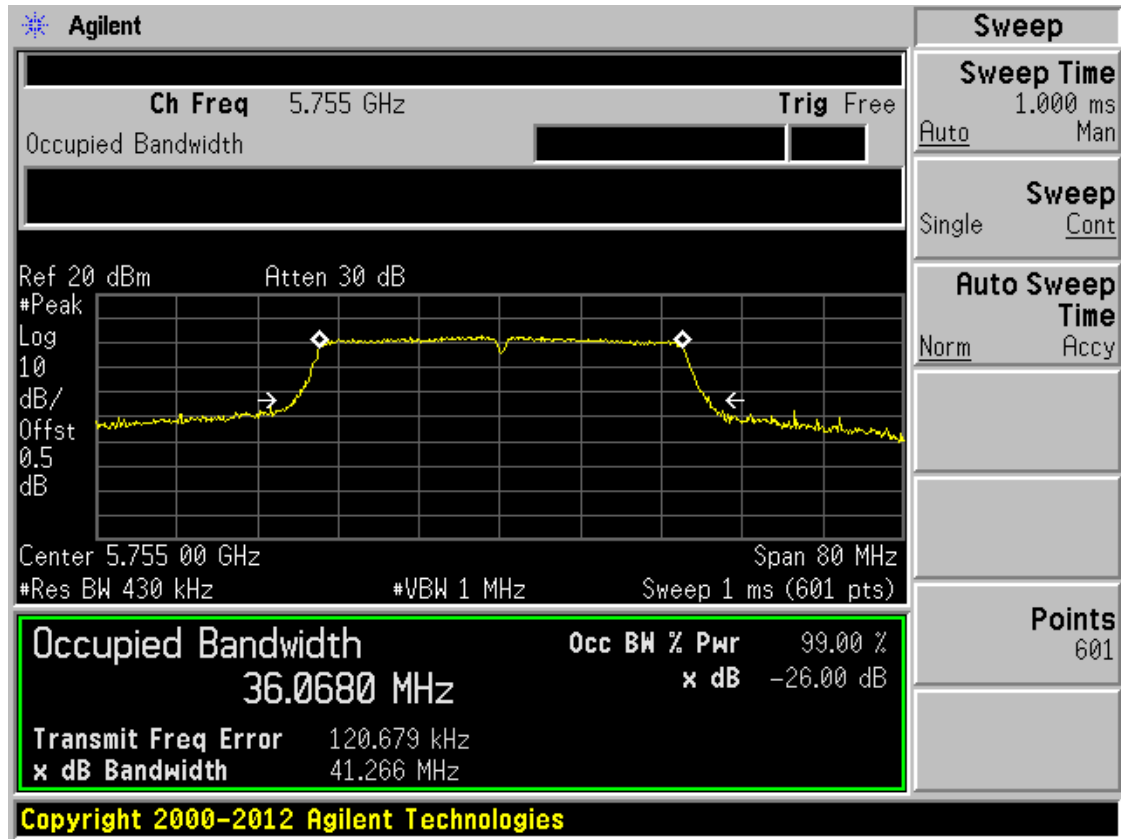 Agilent
Ch Freq 5.755 GHz Trig Free
Occupied Bandwidth
Ref 20 dBm Atten 30 dB
#Peak
Log
10
dB/
Offst
0.5
dB
Center 5.755 00 GHz Span 80 MHz
#Res BW 430 kHz #VBW 1 MHz Sweep 1 ms (601 pts)
Occupied Bandwidth
36.0680 MHz
Occ BW % Pwr 99.00 %
x dB -26.00 dB
Transmit Freq Error 120.679 kHz
x dB Bandwidth 41.266 MHz
Copyright 2000-2012 Agilent Technologies
Sweep
Sweep Time
1.000 ms
Auto Man
Sweep
Single Cont
Auto Sweep
Time
Norm Accy
Points
601